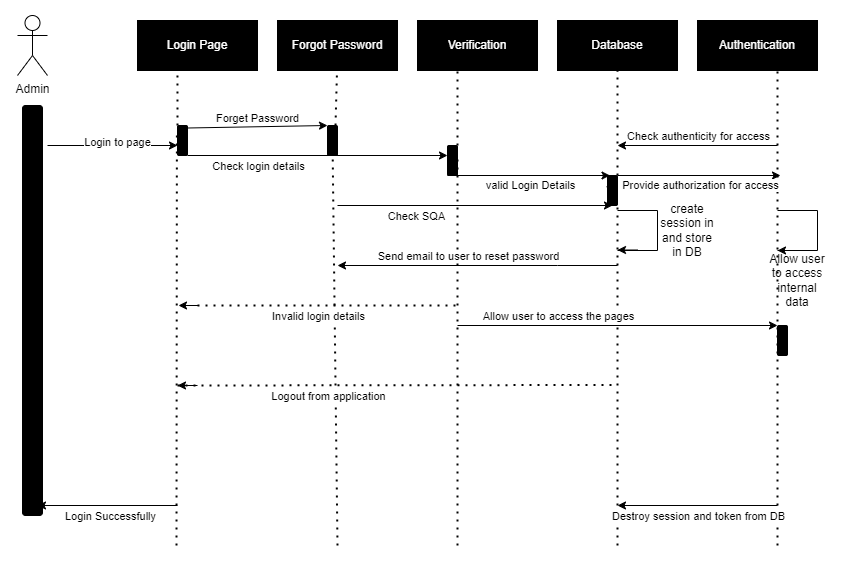 Login Page
Forgot Password
Verification
Database
Authentication
Admin
Forget Password
Login to page
Check authenticity for access
Check login details
valid Login Details
Provide authorization for access
Check SQA
create
session in
and store
in DB
Send email to user to reset password
Allow user
to access
internal
data
Invalid login details
Allow user to access the pages
Logout from application
Login Successfully
Destroy session and token from DB